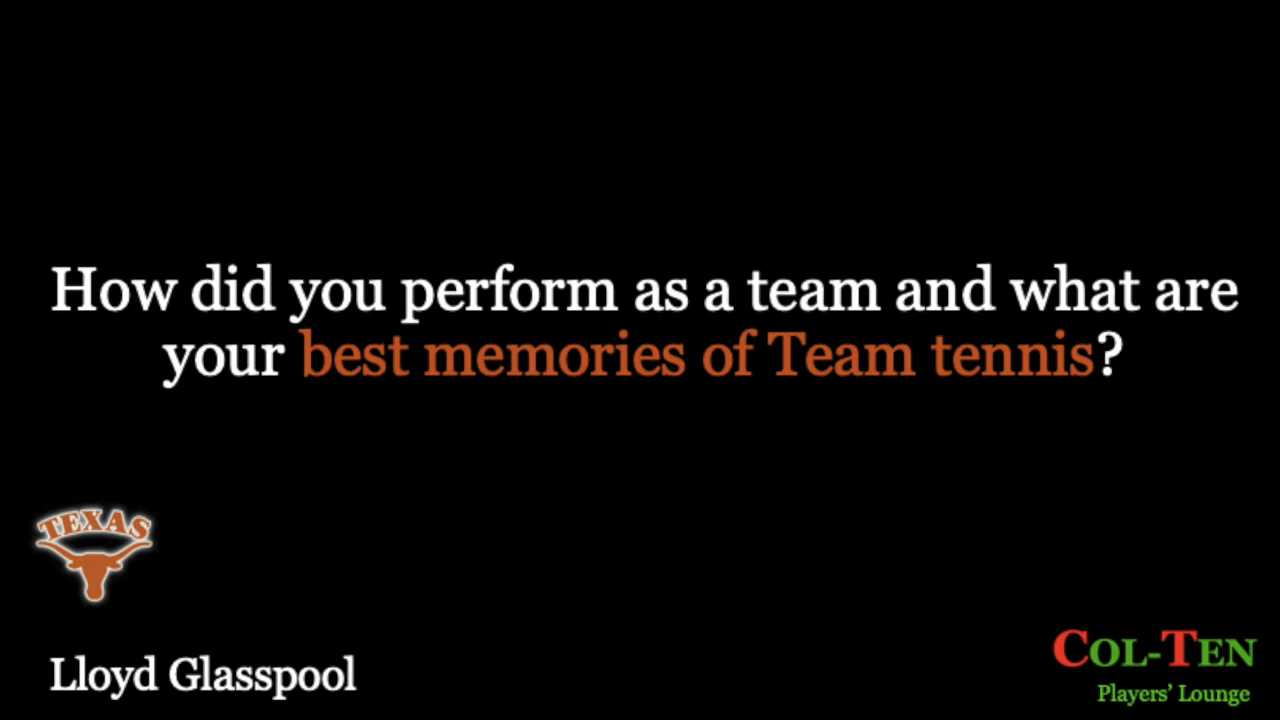 How did you perform as a team and what are
your best memories of Team tennis?
TEXAS
Lloyd Glasspool
COL-TEN
Players' Lounge